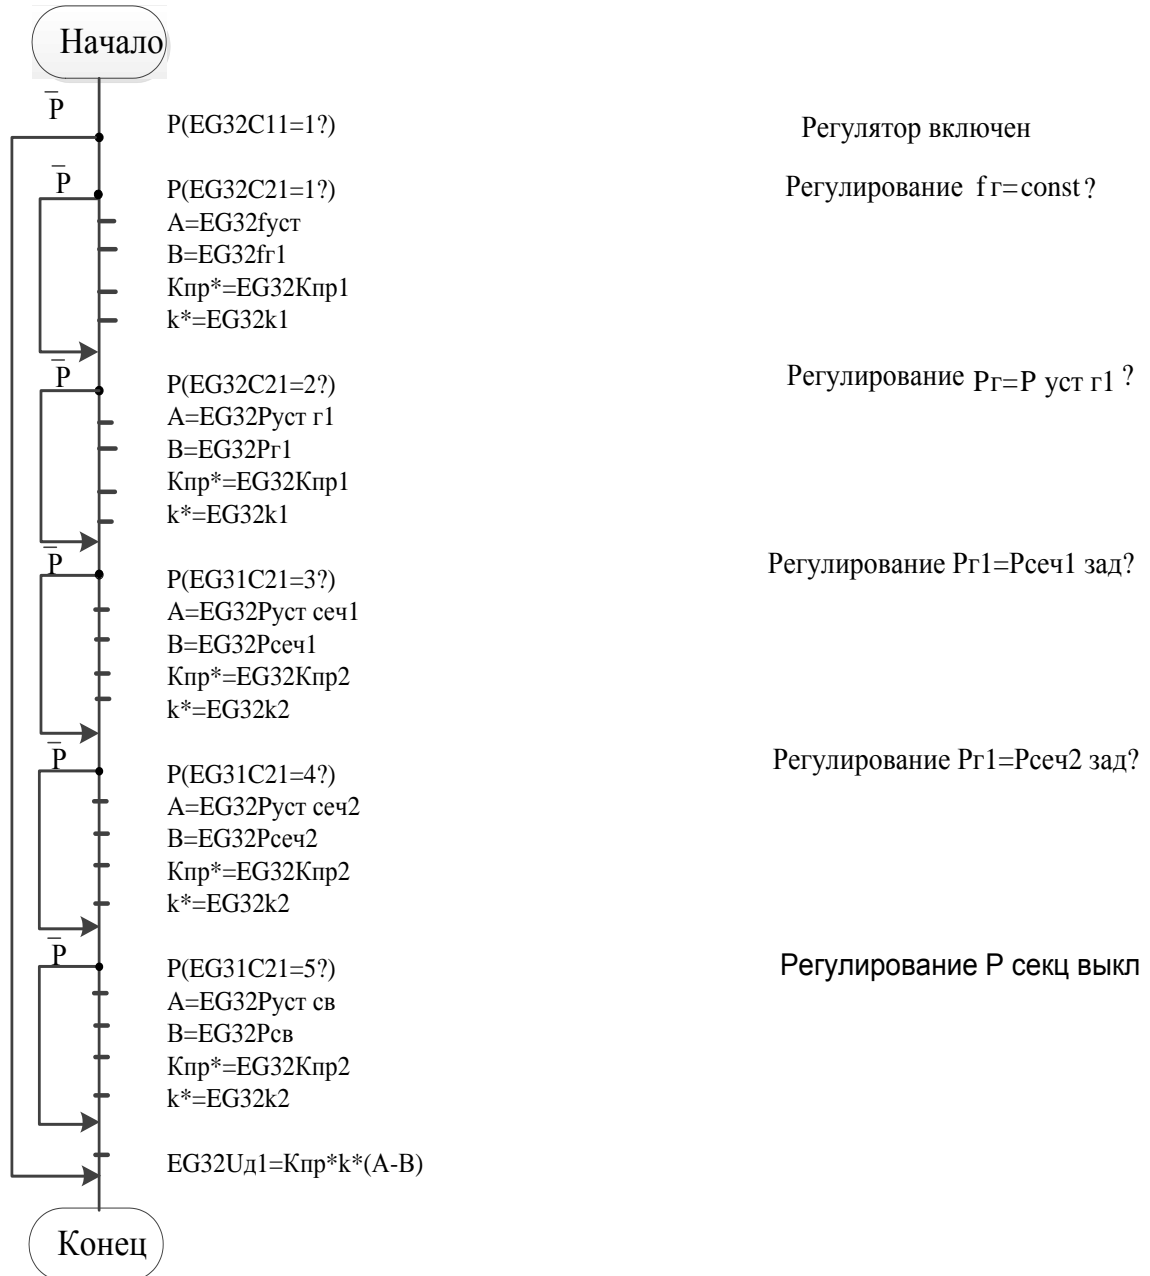 Начало
P̅
P(EG32C11=1?)
Регулятор включен
P̅
P(EG32C21=1?)
Регулирование fг=const?
A=EG32fуст
B=EG32fг1
Кпр*=EG32Кпр1
k*=EG32k1
P̅
P(EG32C21=2?)
Регулирование Pг=P уст г1 ?
A=EG32Pуст г1
B=EG32Pг1
Кпр*=EG32Кпр1
k*=EG32k1
P̅
P(EG31C21=3?)
Регулирование Pг1=Pсеч1 зад?
A=EG32Pуст сеч1
B=EG32Pсеч1
Кпр*=EG32Кпр2
k*=EG32k2
P̅
P(EG31C21=4?)
Регулирование Pг1=Pсеч2 зад?
A=EG32Pуст сеч2
B=EG32Pсеч2
Кпр*=EG32Кпр2
k*=EG32k2
P̅
P(EG31C21=5?)
Регулирование Р секц выкл
A=EG32Pуст св
B=EG32Pсв
Кпр*=EG32Кпр2
k*=EG32k2
EG32Uд1=Кпр*k*(A-B)
Конец